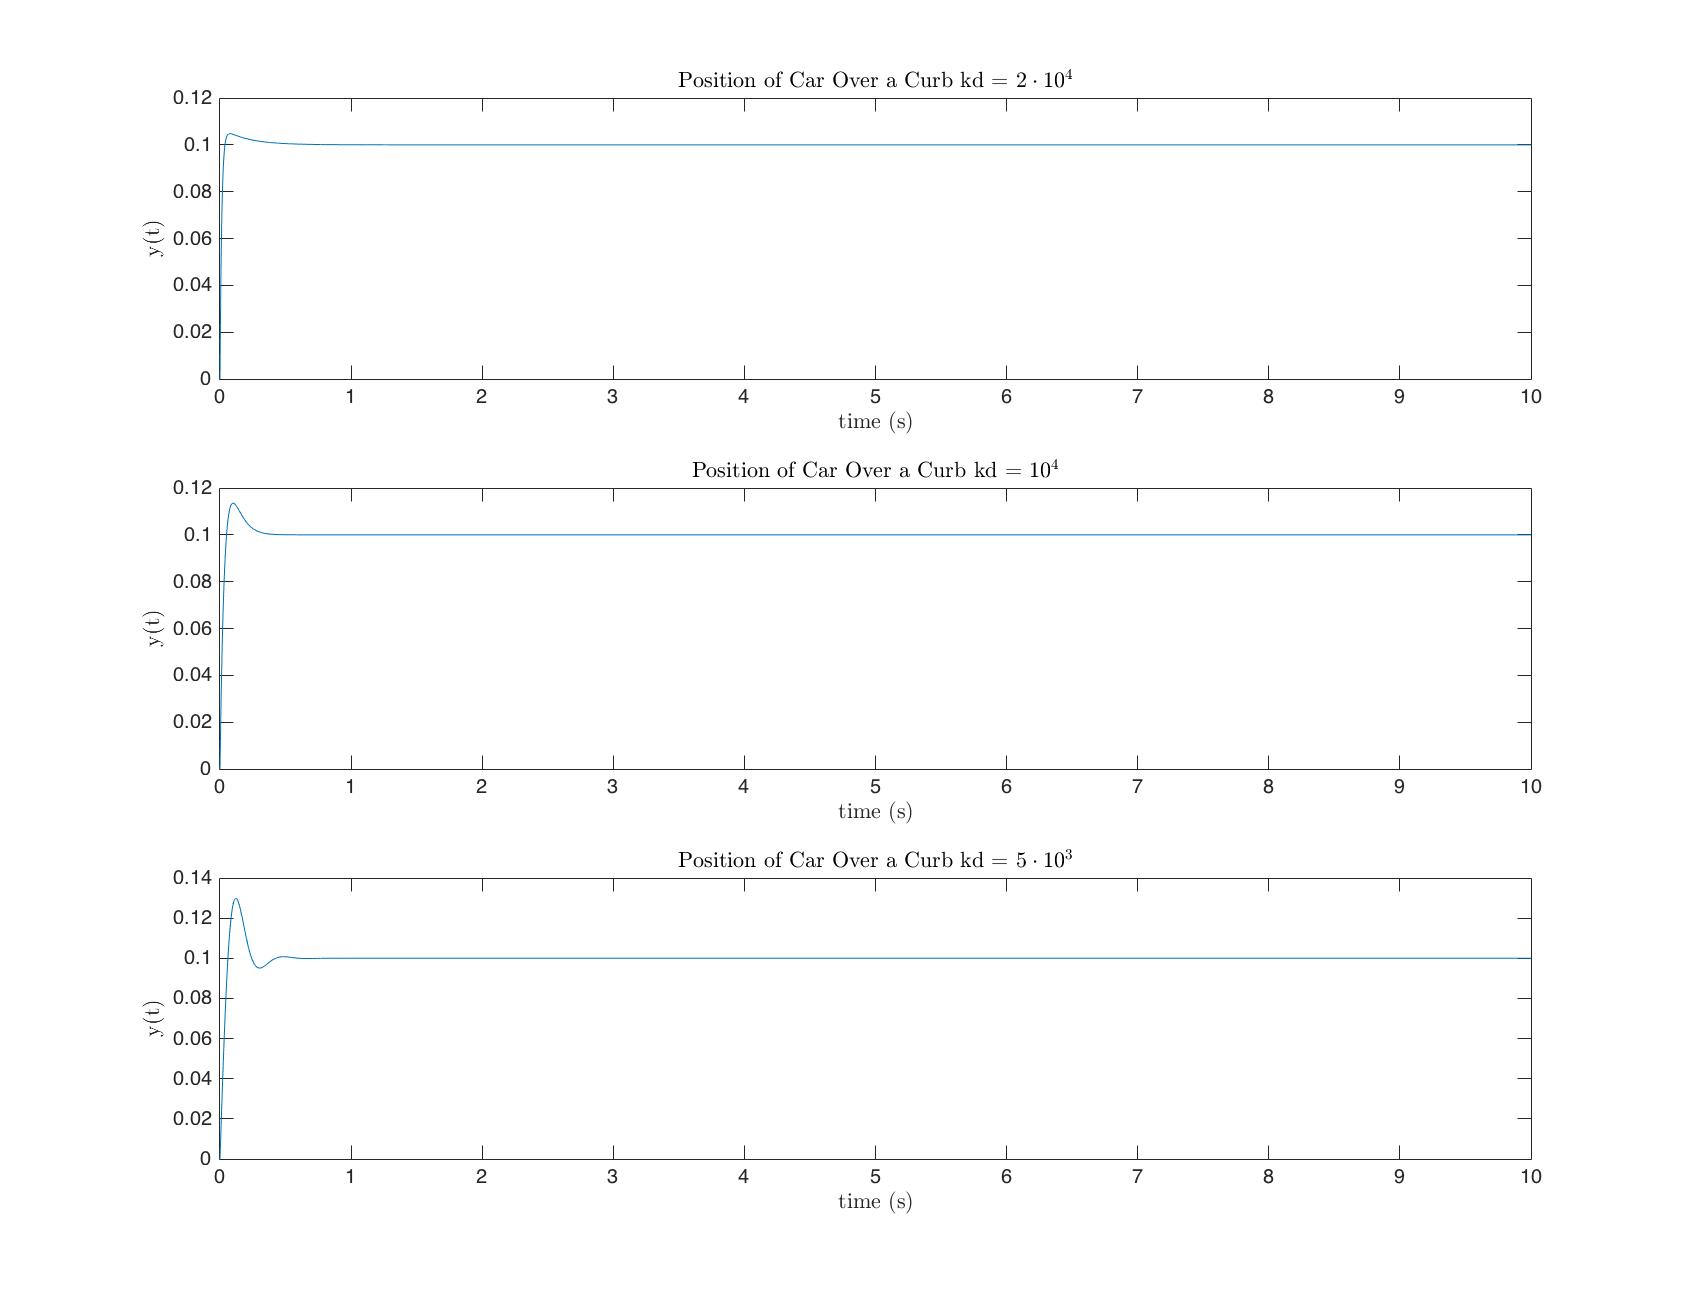 Position of Car Over a Curb kd = 2 · 10⁴
0.12
0.1
0.08
0.06
0.04
0.02
0
y(t)
0 1 2 3 4 5 6 7 8 9 10
time (s)
Position of Car Over a Curb kd = 10⁴
0.12
0.1
0.08
0.06
0.04
0.02
0
y(t)
0 1 2 3 4 5 6 7 8 9 10
time (s)
Position of Car Over a Curb kd = 5 · 10³
0.14
0.12
0.1
0.08
0.06
0.04
0.02
0
y(t)
0 1 2 3 4 5 6 7 8 9 10
time (s)